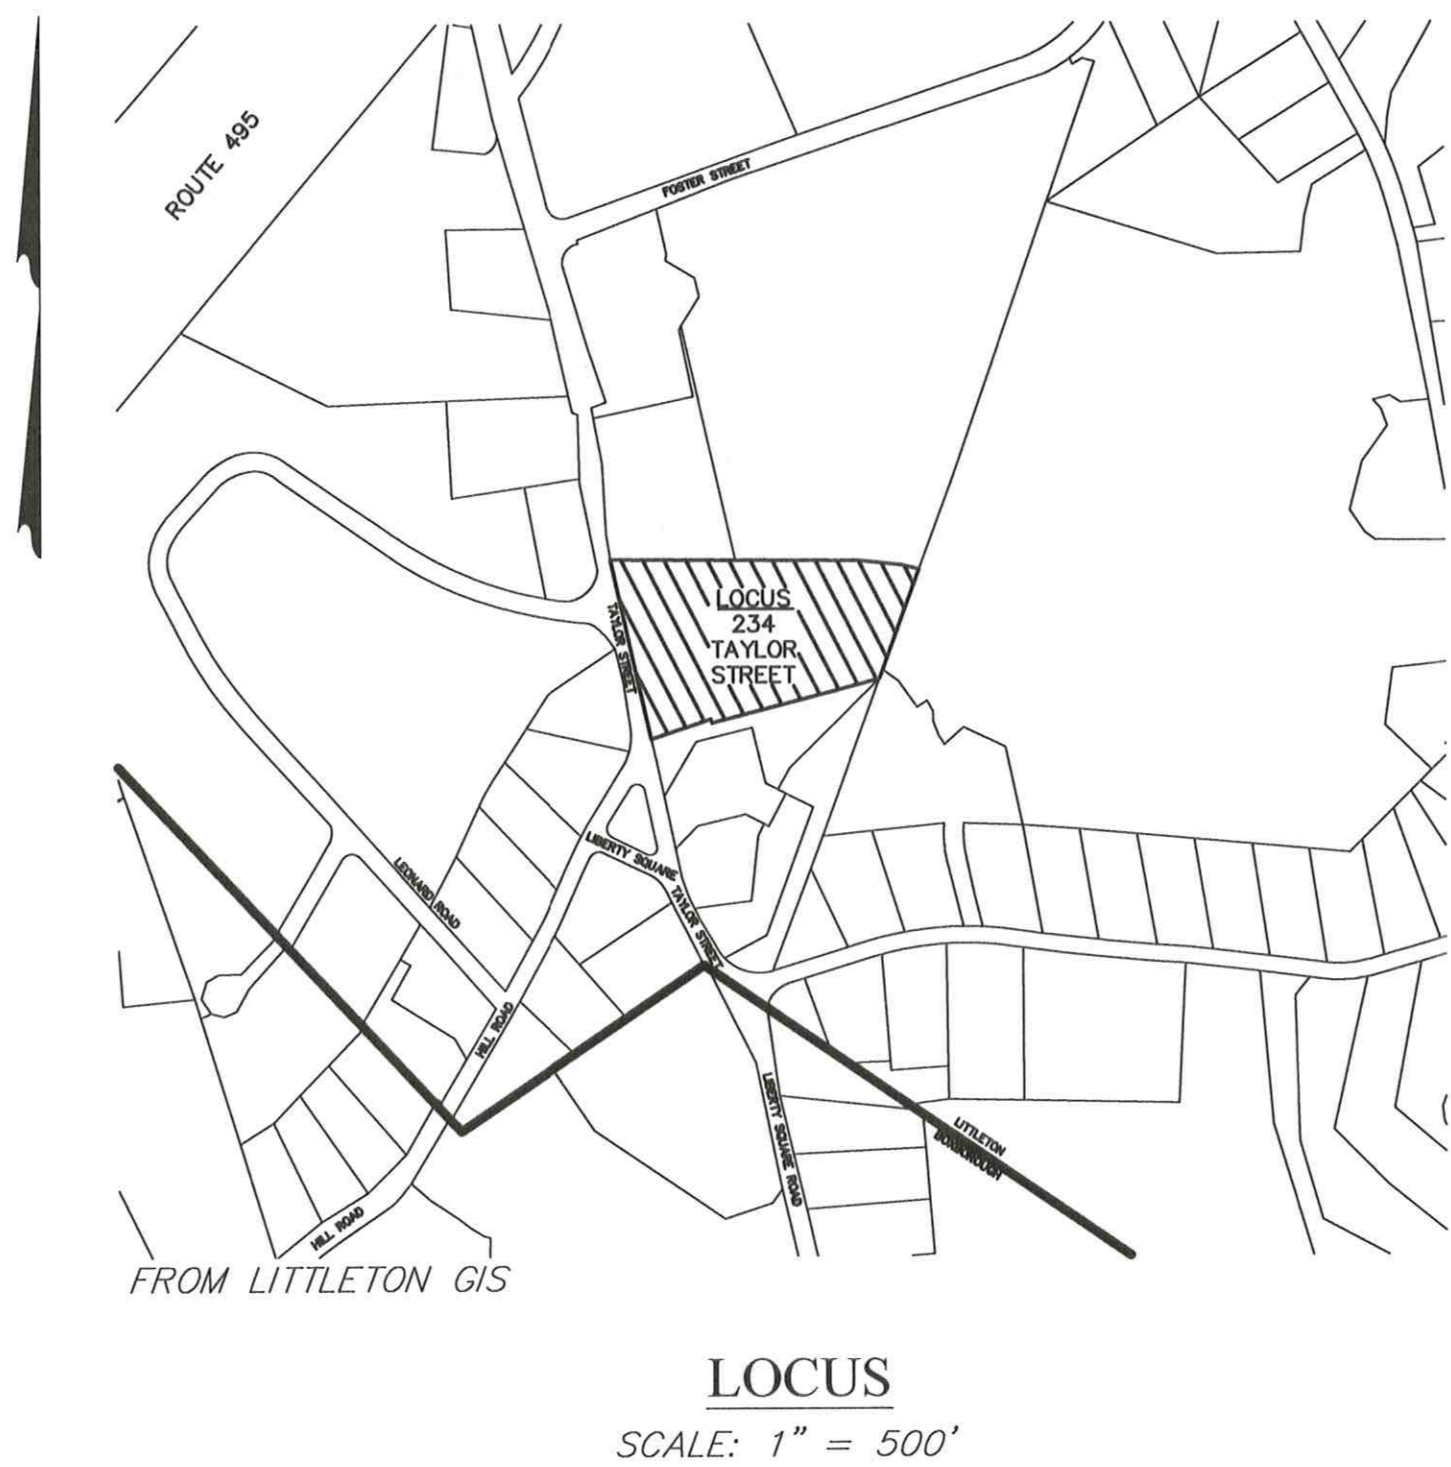 ROUTE 495
FOSTER STREET
LOCUS
234
TAYLOR
STREET
TAYLOR STREET
LIBERTY SQUARE
LEONARD ROAD
TAYLOR STREET
HILL ROAD
LIBERTY SQUARE ROAD
LITTLETON
BOXBOROUGH
HILL ROAD
FROM LITTLETON GIS
LOCUS
SCALE: 1" = 500'